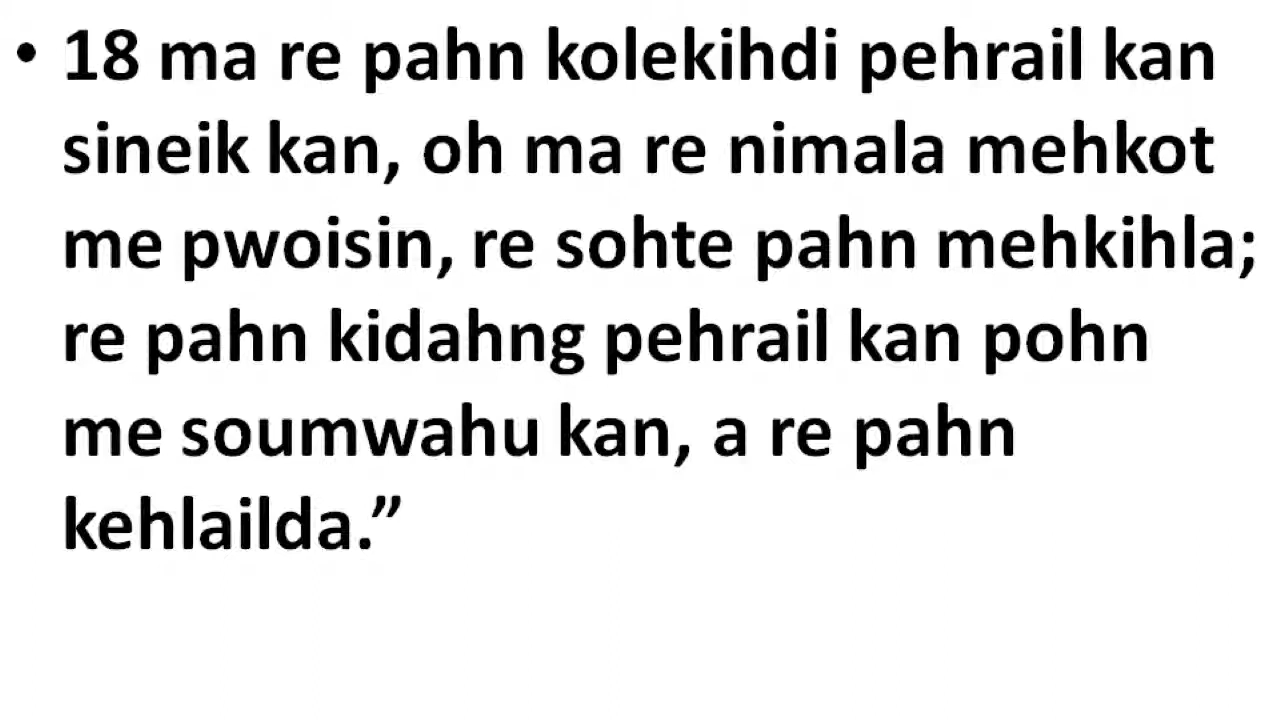 • 18 ma re pahn kolekihdi pehrail kan
sineik kan, oh ma re nimala mehkot
me pwoisin, re sohte pahn mehkihla;
re pahn kidahng pehrail kan pohn
me soumwahu kan, a re pahn
kehlailda.”